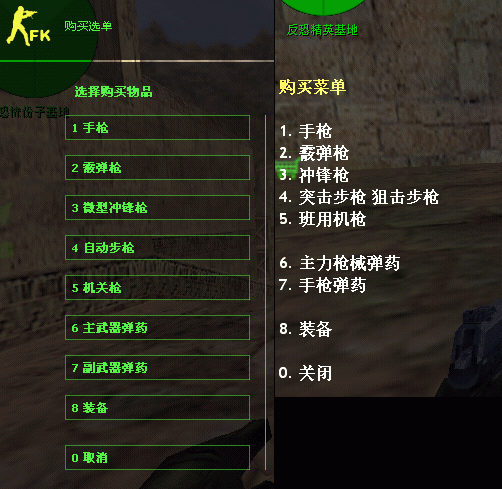 FK
购买选单
恐怖份子基地
选择购买物品
1 手枪
2 霰弹枪
3 微型冲锋枪
4 自动步枪
5 机关枪
6 主武器弹药
7 副武器弹药
8 装备
0 取消
反恐精英基地
购买菜单
1. 手枪
2. 霰弹枪
3. 冲锋枪
4. 突击步枪 狙击步枪
5. 班用机枪
6. 主力枪械弹药
7. 手枪弹药
8. 装备
0. 关闭